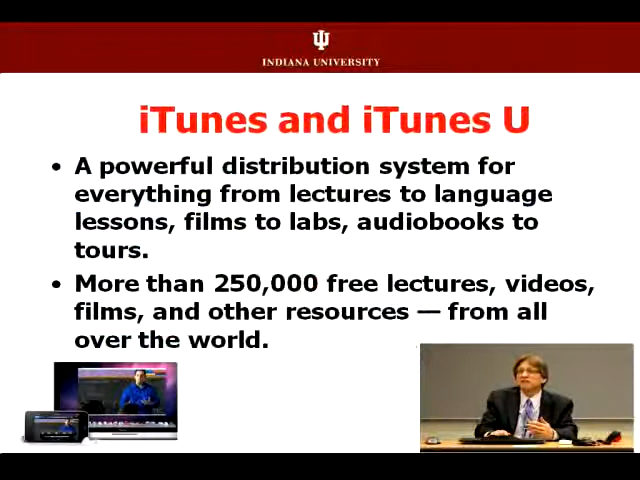 INDIANA UNIVERSITY
iTunes and iTunes U
• A powerful distribution system for
everything from lectures to language
lessons, films to labs, audiobooks to
tours.
• More than 250,000 free lectures, videos,
films, and other resources — from all
over the world.